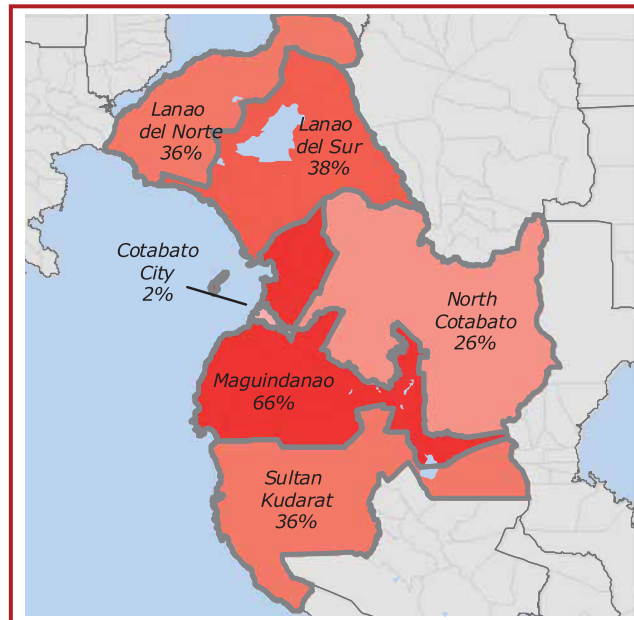 Lanao
del Norte
36%
Lanao
del Sur
38%
Cotabato
City
2%
North
Cotabato
26%
Maguindanao
66%
Sultan
Kudarat
36%